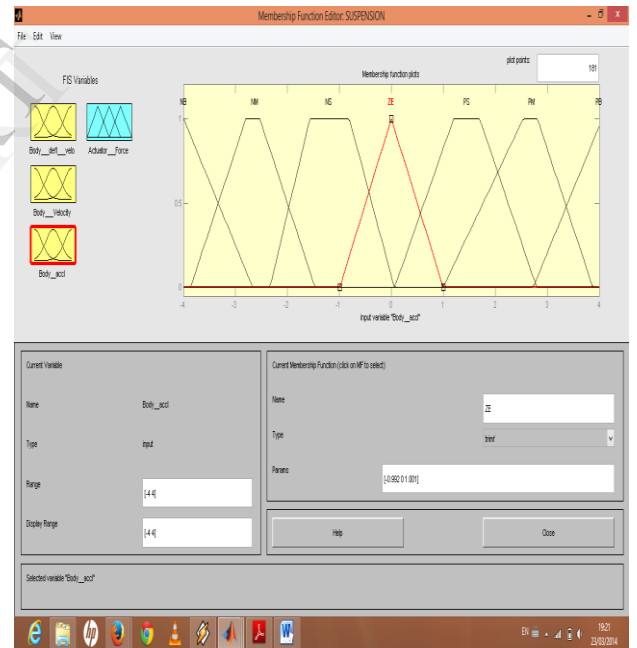 Membership Function Editor: SUSPENSION
File Edit View
FIS Variables
Membership function plots
plot points:
181
NB NM NS ZE PS PM PB
1
0.5
0
-4 -3 -2 -1 0 1 2 3 4
input variable "Body__accl"
Body__defl__velo
Actuator__Force
Body__Velocity
Body__accl
Current Variable
Name Body__accl
Type input
Range [-4 4]
Display Range [-4 4]
Current Membership Function (click on MF to select)
Name ZE
Type trimf
Params [-0.992 0 1.001]
Help Close
Selected variable "Body__accl"
EN 19:21
23/03/2014